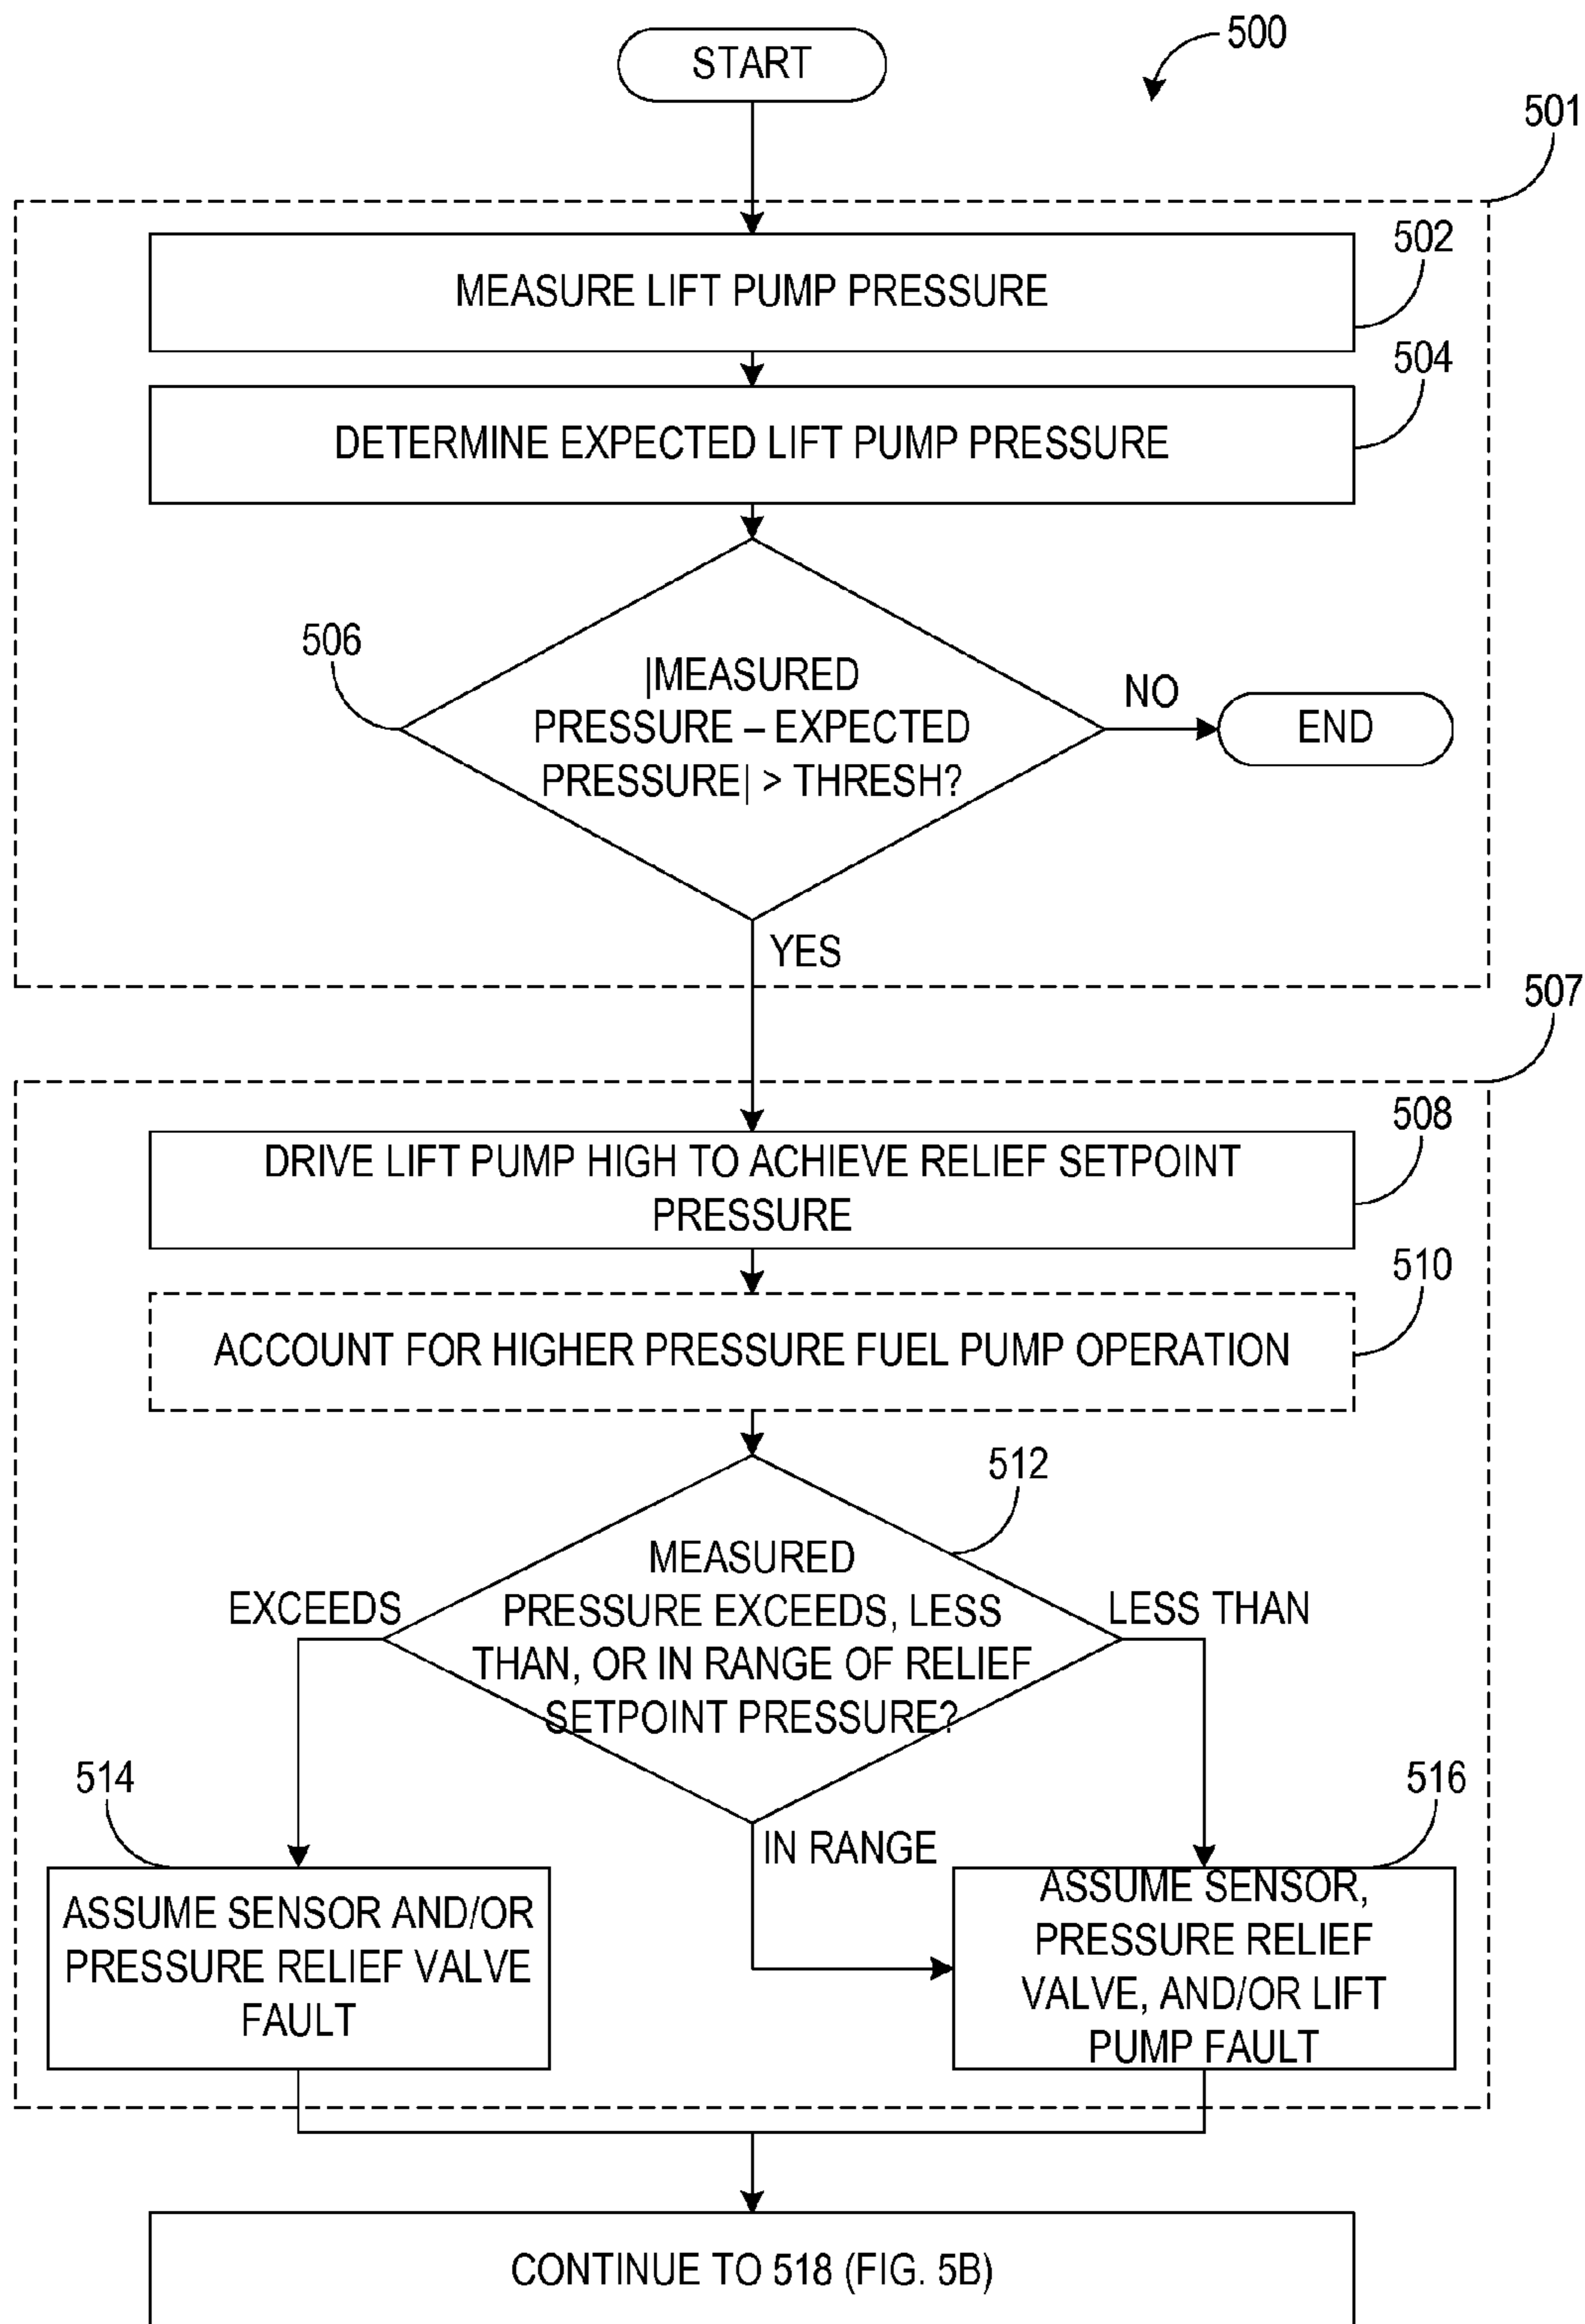 START
500
501
502
MEASURE LIFT PUMP PRESSURE
504
DETERMINE EXPECTED LIFT PUMP PRESSURE
506
|MEASURED
PRESSURE – EXPECTED
PRESSURE| > THRESH?
NO
END
YES
507
508
DRIVE LIFT PUMP HIGH TO ACHIEVE RELIEF SETPOINT
PRESSURE
510
ACCOUNT FOR HIGHER PRESSURE FUEL PUMP OPERATION
512
MEASURED
PRESSURE EXCEEDS, LESS
THAN, OR IN RANGE OF RELIEF
SETPOINT PRESSURE?
EXCEEDS
LESS THAN
IN RANGE
514
ASSUME SENSOR AND/OR
PRESSURE RELIEF VALVE
FAULT
516
ASSUME SENSOR,
PRESSURE RELIEF
VALVE, AND/OR LIFT
PUMP FAULT
CONTINUE TO 518 (FIG. 5B)